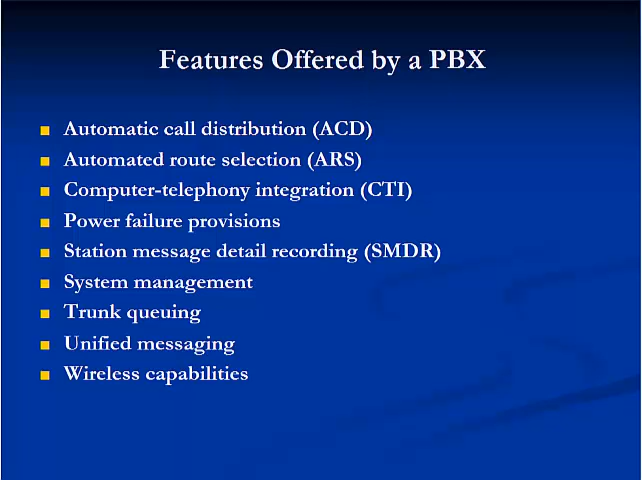 Features Offered by a PBX
Automatic call distribution (ACD)
Automated route selection (ARS)
Computer-telephony integration (CTI)
Power failure provisions
Station message detail recording (SMDR)
System management
Trunk queuing
Unified messaging
Wireless capabilities